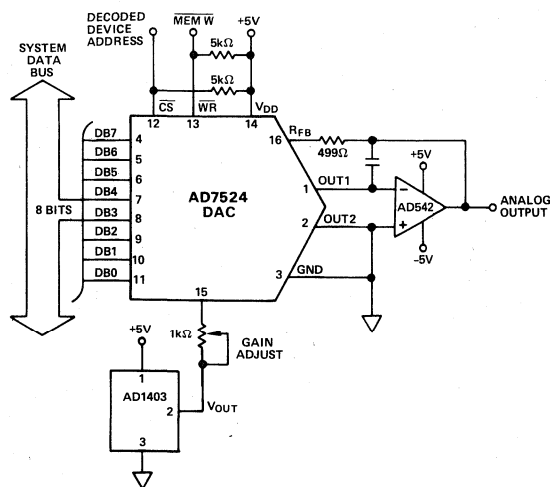 DECODED
DEVICE
ADDRESS
MEM W
+5V
SYSTEM
DATA
BUS
5kΩ
5kΩ
CS
WR
VDD
12
13
14
DB7
4
DB6
5
DB5
6
DB4
7
8 BITS
DB3
8
DB2
9
DB1
10
DB0
11
AD7524
DAC
16
RFB
499Ω
1
OUT1
2
OUT2
3
GND
+5V
−
AD542
+
-5V
ANALOG
OUTPUT
15
1kΩ
GAIN
ADJUST
+5V
1
AD1403
2
VOUT
3